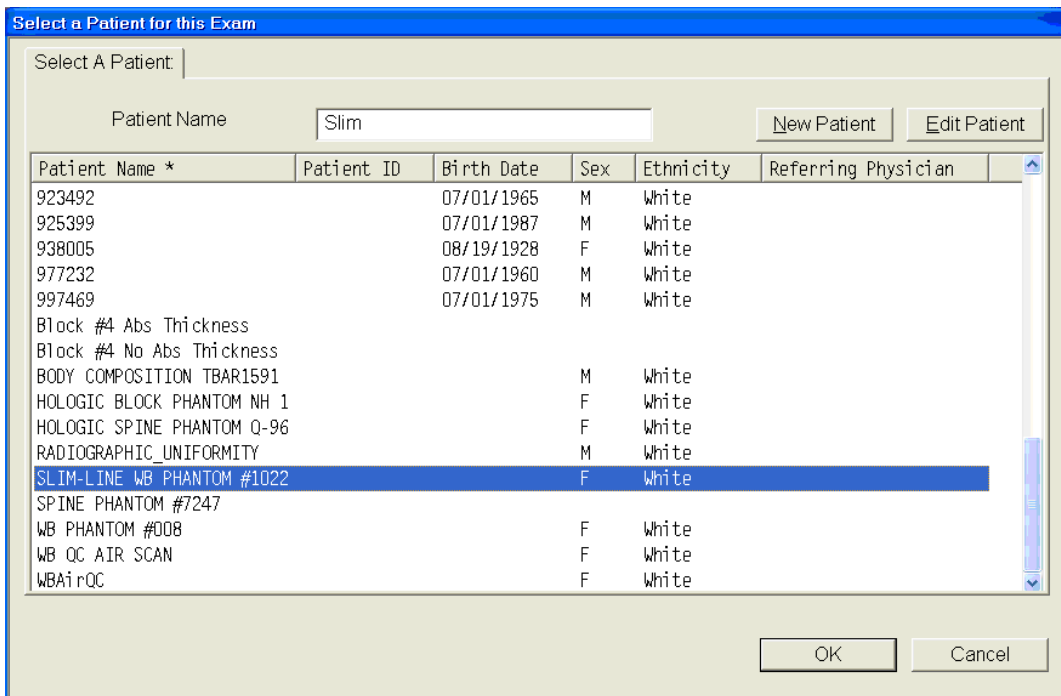 Select a Patient for this Exam
Select A Patient:
Patient Name Slim New Patient Edit Patient
Patient Name * Patient ID Birth Date Sex Ethnicity Referring Physician
923492 07/01/1965 M White
925399 07/01/1987 M White
938005 08/19/1928 F White
977232 07/01/1960 M White
997469 07/01/1975 M White
Block #4 Abs Thickness
Block #4 No Abs Thickness
BODY COMPOSITION TBAR1591 M White
HOLOGIC BLOCK PHANTOM NH 1 F White
HOLOGIC SPINE PHANTOM Q-96 F White
RADIOGRAPHIC_UNIFORMITY M White
SLIM-LINE WB PHANTOM #1022 F White
SPINE PHANTOM #7247
WB PHANTOM #008 F White
WB QC AIR SCAN F White
WBAirQC F White
OK Cancel